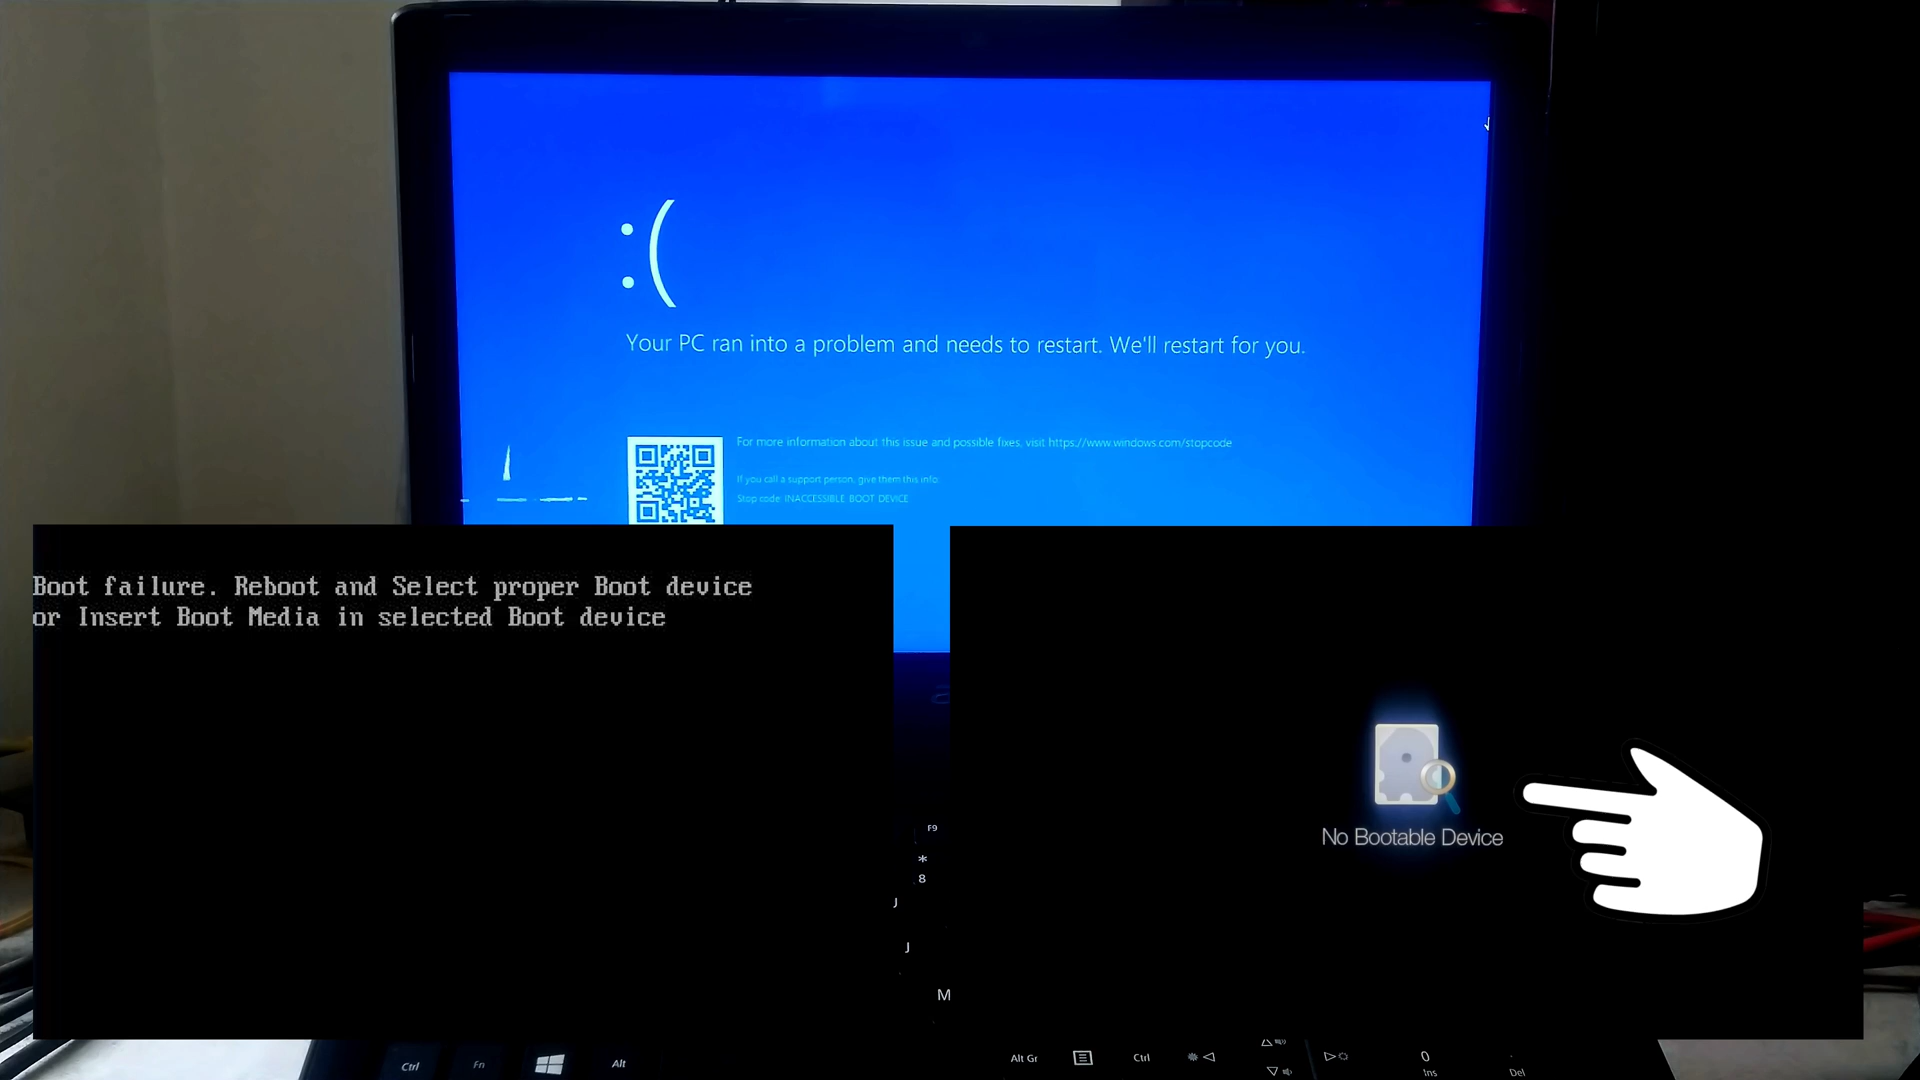 :(
Your PC ran into a problem and needs to restart. We'll restart for you.
For more information about this issue and possible fixes, visit https://www.windows.com/stopcode
If you call a support person, give them this info:
Stop code: INACCESSIBLE BOOT DEVICE
Boot failure. Reboot and Select proper Boot device
or Insert Boot Media in selected Boot device
No Bootable Device
F9
*
8
J
J
M
Ctrl
Fn
Alt
Alt Gr
Ctrl
0
Ins
.
Del